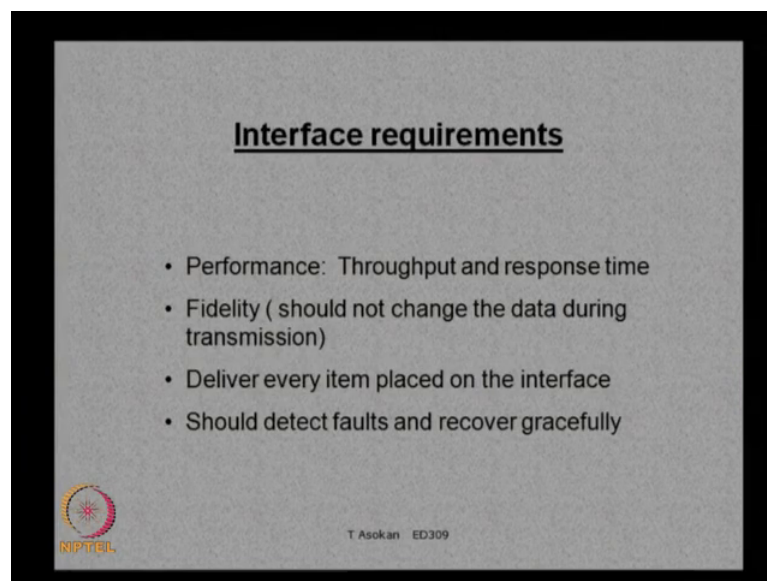 Interface requirements
• Performance: Throughput and response time
• Fidelity ( should not change the data during
transmission)
• Deliver every item placed on the interface
• Should detect faults and recover gracefully
T Asokan ED309
NPTEL